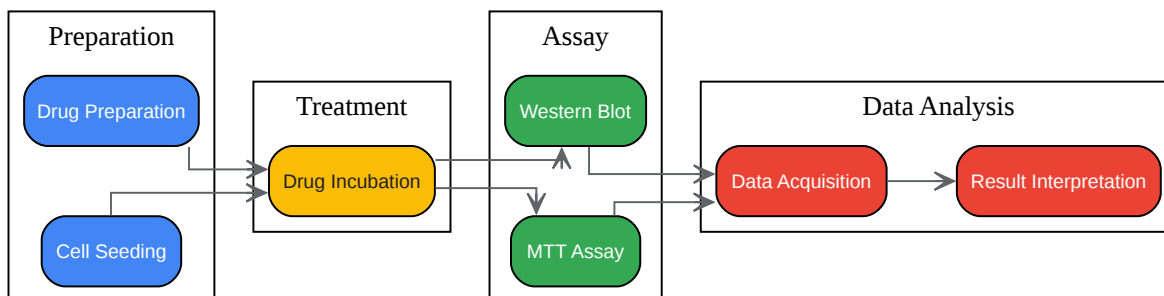 Preparation
Drug Preparation
Cell Seeding
Treatment
Drug Incubation
Assay
Western Blot
MTT Assay
Data Analysis
Data Acquisition
Result Interpretation